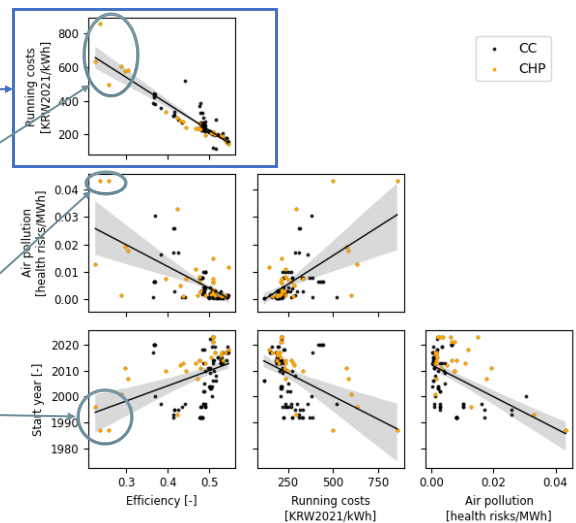 CC
CHP
Running costs
[KRW2021/kWh]
800
600
400
200
Air pollution
[health risks/MWh]
0.04
0.03
0.02
0.01
0.00
Start year [-]
2020
2010
2000
1990
1980
0.3 0.4 0.5
Efficiency [-]
250 500 750
Running costs
[KRW2021/kWh]
0.00 0.02 0.04
Air pollution
[health risks/MWh]